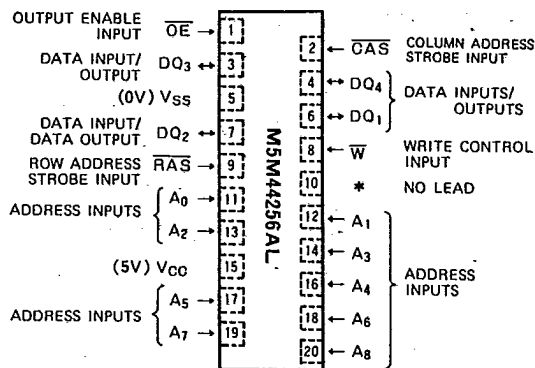 OUTPUT ENABLE
INPUT
OE → 1
2 ← CAS
COLUMN ADDRESS
STROBE INPUT
DATA INPUT/
OUTPUT
DQ3 ↔ 3
4 ↔ DQ4
6 ↔ DQ1
DATA INPUTS/
OUTPUTS
(0V) VSS 5
DATA INPUT/
DATA OUTPUT
DQ2 ↔ 7
8 ← W
WRITE CONTROL
INPUT
ROW ADDRESS
STROBE INPUT
RAS → 9
10 * NO LEAD
M5M44256AL
ADDRESS INPUTS
A0 → 11
A2 → 13
12 ← A1
14 ← A3
16 ← A4
18 ← A6
20 ← A8
ADDRESS
INPUTS
(5V) VCC 15
ADDRESS INPUTS
A5 → 17
A7 → 19